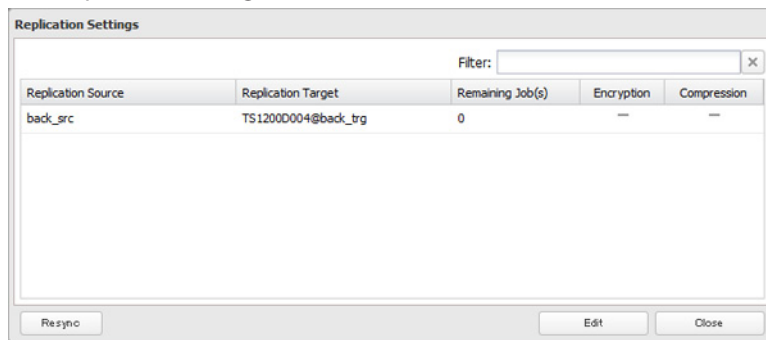 Replication Settings
Filter:
Replication Source Replication Target Remaining Job(s) Encryption Compression
back_src TS1200D004@back_trg 0 — —
Resync Edit Close